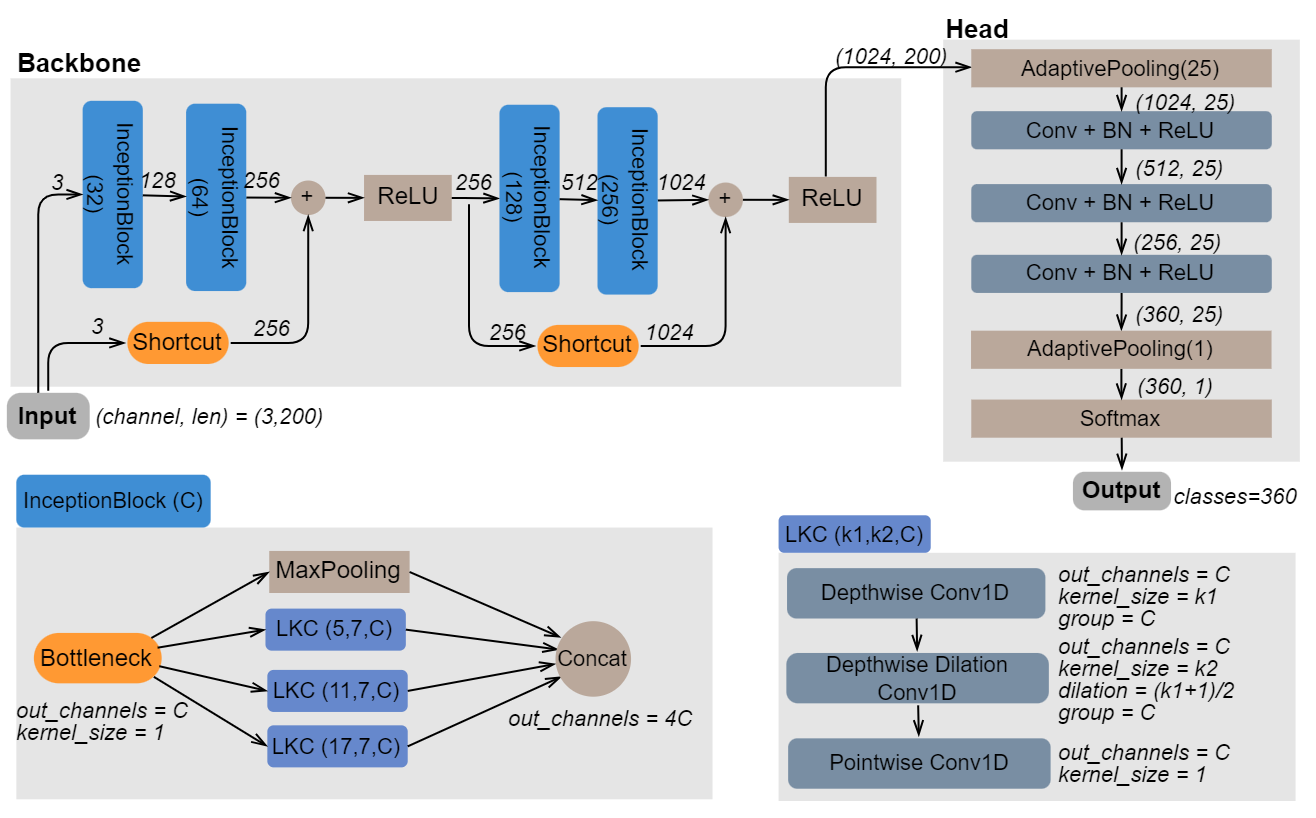 Backbone
3
InceptionBlock
(32)
128
InceptionBlock
(64)
256
+
ReLU
256
InceptionBlock
(128)
512
InceptionBlock
(256)
1024
+
ReLU
3
Shortcut
256
256
Shortcut
1024
Input
(channel, len) = (3,200)
(1024, 200)
Head
AdaptivePooling(25)
(1024, 25)
Conv + BN + ReLU
(512, 25)
Conv + BN + ReLU
(256, 25)
Conv + BN + ReLU
(360, 25)
AdaptivePooling(1)
(360, 1)
Softmax
Output
classes=360
InceptionBlock (C)
MaxPooling
LKC (5,7,C)
Bottleneck
LKC (11,7,C)
LKC (17,7,C)
out_channels = C
kernel_size = 1
Concat
out_channels = 4C
LKC (k1,k2,C)
Depthwise Conv1D
out_channels = C
kernel_size = k1
group = C
Depthwise Dilation
Conv1D
out_channels = C
kernel_size = k2
dilation = (k1+1)/2
group = C
Pointwise Conv1D
out_channels = C
kernel_size = 1